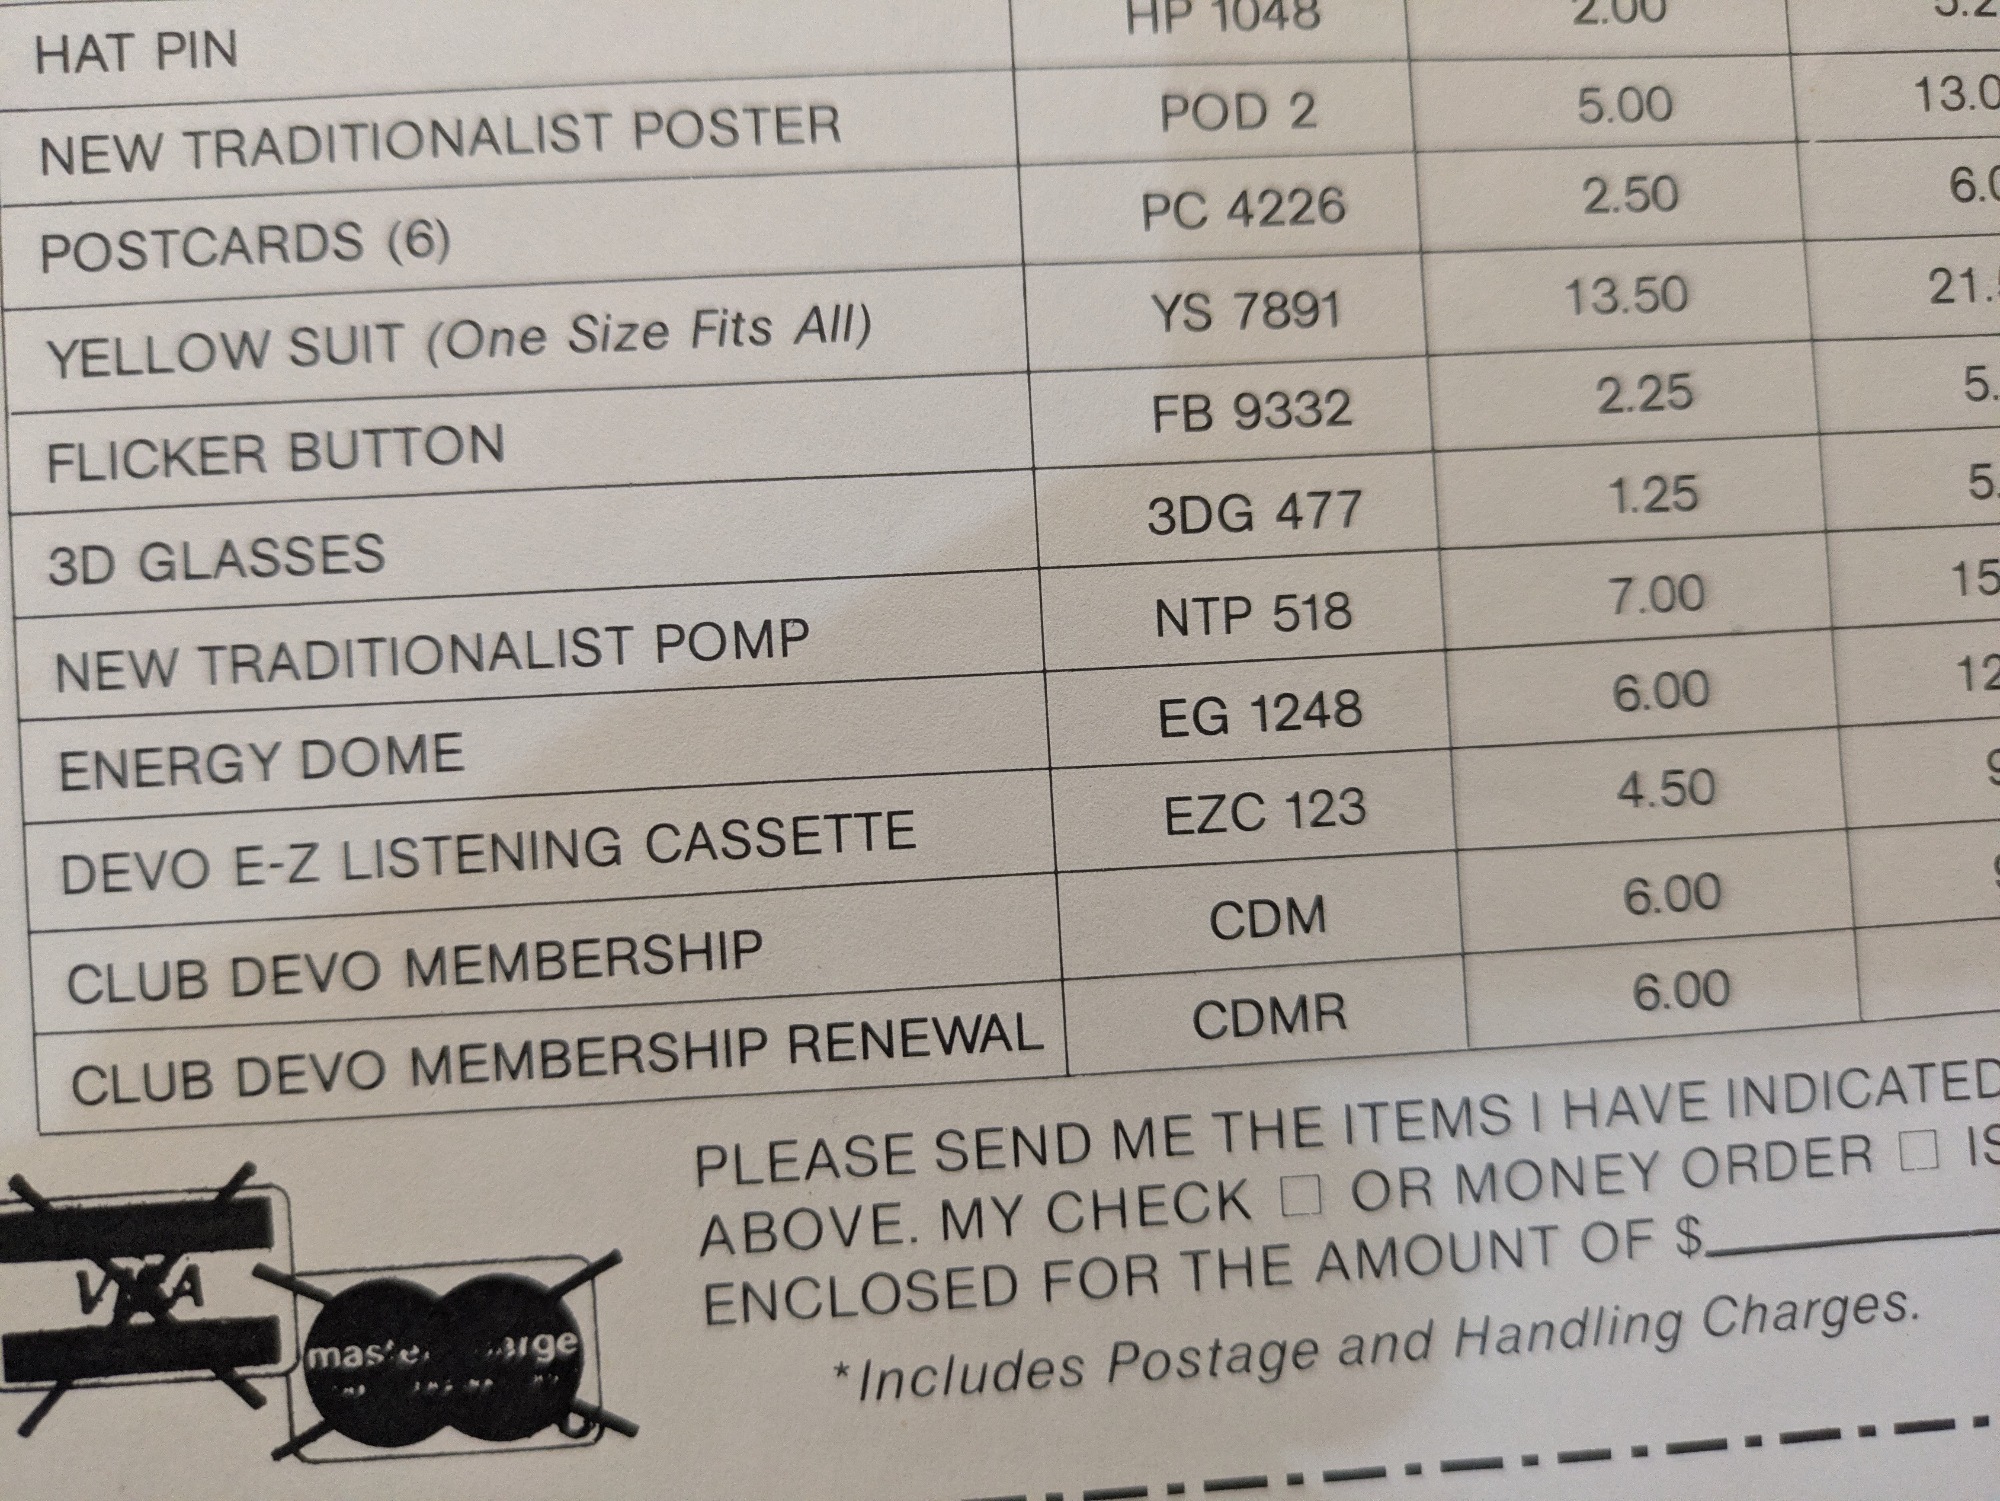 HAT PIN HP 1048 2.00
NEW TRADITIONALIST POSTER POD 2 5.00 13.0
POSTCARDS (6) PC 4226 2.50 6.0
YELLOW SUIT (One Size Fits All) YS 7891 13.50 21.
FLICKER BUTTON FB 9332 2.25 5.
3D GLASSES 3DG 477 1.25 5.
NEW TRADITIONALIST POMP NTP 518 7.00 15
ENERGY DOME EG 1248 6.00 12
DEVO E-Z LISTENING CASSETTE EZC 123 4.50 9
CLUB DEVO MEMBERSHIP CDM 6.00
CLUB DEVO MEMBERSHIP RENEWAL CDMR 6.00
PLEASE SEND ME THE ITEMS I HAVE INDICATED
ABOVE. MY CHECK □ OR MONEY ORDER □ IS
ENCLOSED FOR THE AMOUNT OF $
*Includes Postage and Handling Charges.
VISA